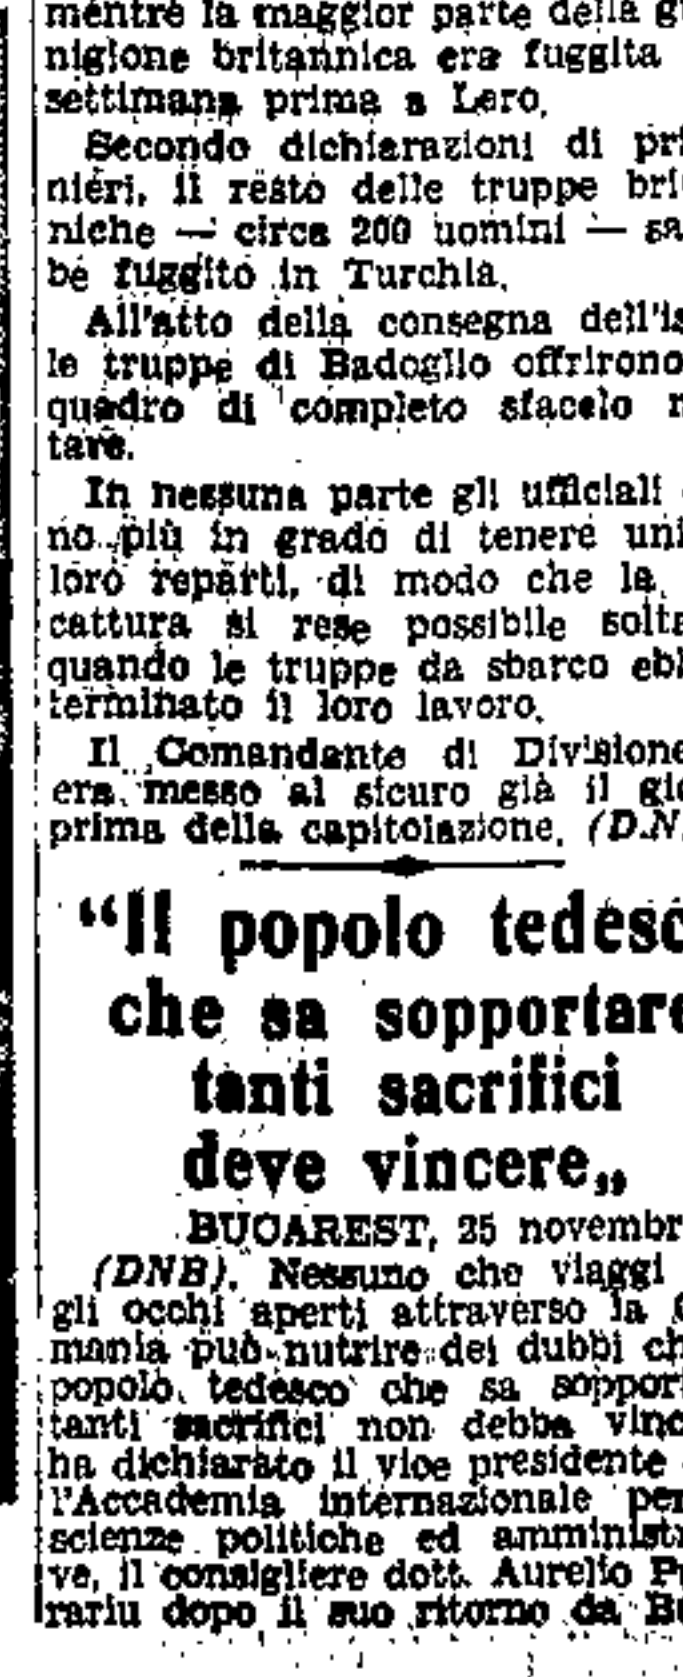 mentre la maggior parte della g
nigione britannica era fuggita
settimana prima a Lero.
Secondo dichiarazioni di pri
nieri, il resto delle truppe bri
niche — circa 200 uomini — sa
be fuggito in Turchia.
All'atto della consegna dell'is
le truppe di Badoglio offrirono
quadro di completo sfacelo
tare.
In nessuna parte gli ufficiali
no più in grado di tenere uni
loro reparti, di modo che la
cattura si rese possibile solta
quando le truppe da sbarco eb
terminato il loro lavoro.
Il Comandante di Divisione
era messo al sicuro già il gio
prima della capitolazione. (D.N.
“Il popolo tedesc
che sa sopportare
tanti sacrifici
deve vincere„
BUCAREST, 25 novembr
(DNB). Nessuno che viaggi
gli occhi aperti attraverso la G
mania può nutrire dei dubbi ch
popolo tedesco che sa soppor
tanti sacrifici non debba vinc
ha dichiarato il vice presidente
l'Accademia internazionale per
scienze politiche ed amministr
ve, il consigliere dott. Aurelio P
rariu dopo il suo ritorno da B